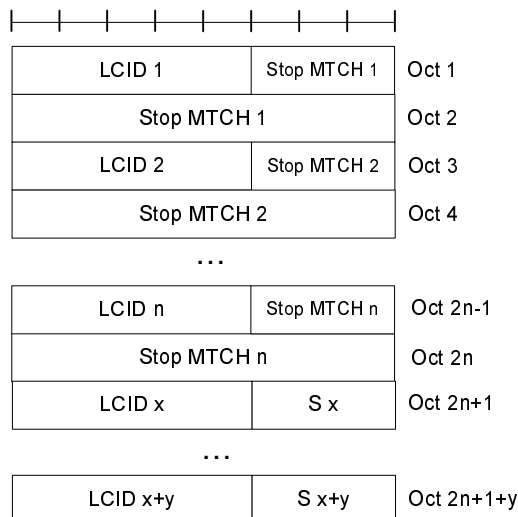 LCID 1 Stop MTCH 1 Oct 1
Stop MTCH 1 Oct 2
LCID 2 Stop MTCH 2 Oct 3
Stop MTCH 2 Oct 4
...
LCID n Stop MTCH n Oct 2n-1
Stop MTCH n Oct 2n
LCID x S x Oct 2n+1
...
LCID x+y S x+y Oct 2n+1+y